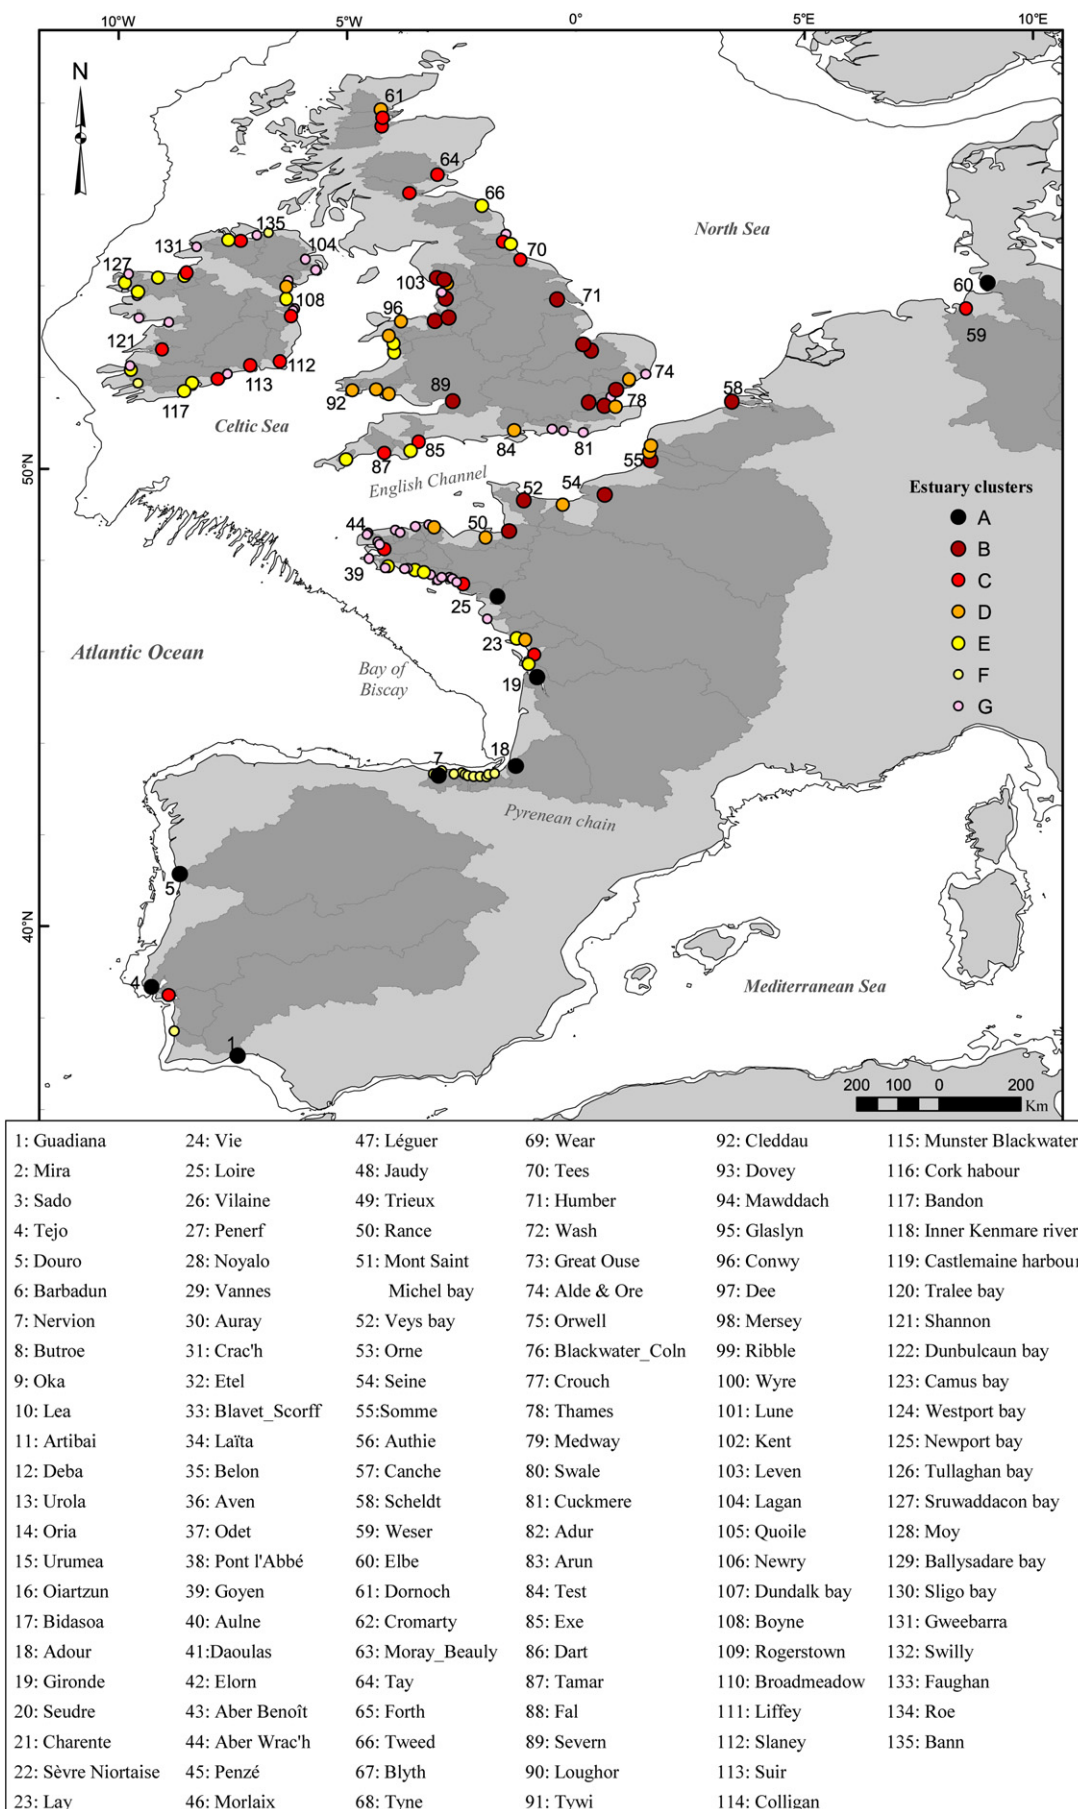 10°W 5°W 0° 5°E 10°E
N
61
64
66
North Sea
135
131
104
70
127
103
60
108
96
71
59
121
112
74
113
89
58
92
78
117
Celtic Sea
85
84
81
87
55
50°N
English Channel
54
52
Estuary clusters
A
44
50
B
39
C
25
D
23
E
Atlantic Ocean
Bay of
Biscay
F
19
G
18
7
Pyrenean chain
5
40°N
4
Mediterranean Sea
1
200 100 0 200
Km
1: Guadiana 24: Vie 47: Léguer 69: Wear 92: Cleddau 115: Munster Blackwater
2: Mira 25: Loire 48: Jaudy 70: Tees 93: Dovey 116: Cork habour
3: Sado 26: Vilaine 49: Trieux 71: Humber 94: Mawddach 117: Bandon
4: Tejo 27: Penerf 50: Rance 72: Wash 95: Glaslyn 118: Inner Kenmare river
5: Douro 28: Noyalo 51: Mont Saint 73: Great Ouse 96: Conwy 119: Castlemaine harbour
6: Barbadun 29: Vannes Michel bay 74: Alde & Ore 97: Dee 120: Tralee bay
7: Nervion 30: Auray 52: Veys bay 75: Orwell 98: Mersey 121: Shannon
8: Butroe 31: Crac'h 53: Orne 76: Blackwater_Coln 99: Ribble 122: Dunbulcaun bay
9: Oka 32: Etel 54: Seine 77: Crouch 100: Wyre 123: Camus bay
10: Lea 33: Blavet_Scorff 55:Somme 78: Thames 101: Lune 124: Westport bay
11: Artibai 34: Laïta 56: Authie 79: Medway 102: Kent 125: Newport bay
12: Deba 35: Belon 57: Canche 80: Swale 103: Leven 126: Tullaghan bay
13: Urola 36: Aven 58: Scheldt 81: Cuckmere 104: Lagan 127: Sruwaddacon bay
14: Oria 37: Odet 59: Weser 82: Adur 105: Quoile 128: Moy
15: Urumea 38: Pont l'Abbé 60: Elbe 83: Arun 106: Newry 129: Ballysadare bay
16: Oiartzun 39: Goyen 61: Dornoch 84: Test 107: Dundalk bay 130: Sligo bay
17: Bidasoa 40: Aulne 62: Cromarty 85: Exe 108: Boyne 131: Gweebarra
18: Adour 41:Daoulas 63: Moray_Beauly 86: Dart 109: Rogerstown 132: Swilly
19: Gironde 42: Elorn 64: Tay 87: Tamar 110: Broadmeadow 133: Faughan
20: Seudre 43: Aber Benoît 65: Forth 88: Fal 111: Liffey 134: Roe
21: Charente 44: Aber Wrac'h 66: Tweed 89: Severn 112: Slaney 135: Bann
22: Sèvre Niortaise 45: Penzé 67: Blyth 90: Loughor 113: Suir
23: Lay 46: Morlaix 68: Tyne 91: Tywi 114: Colligan